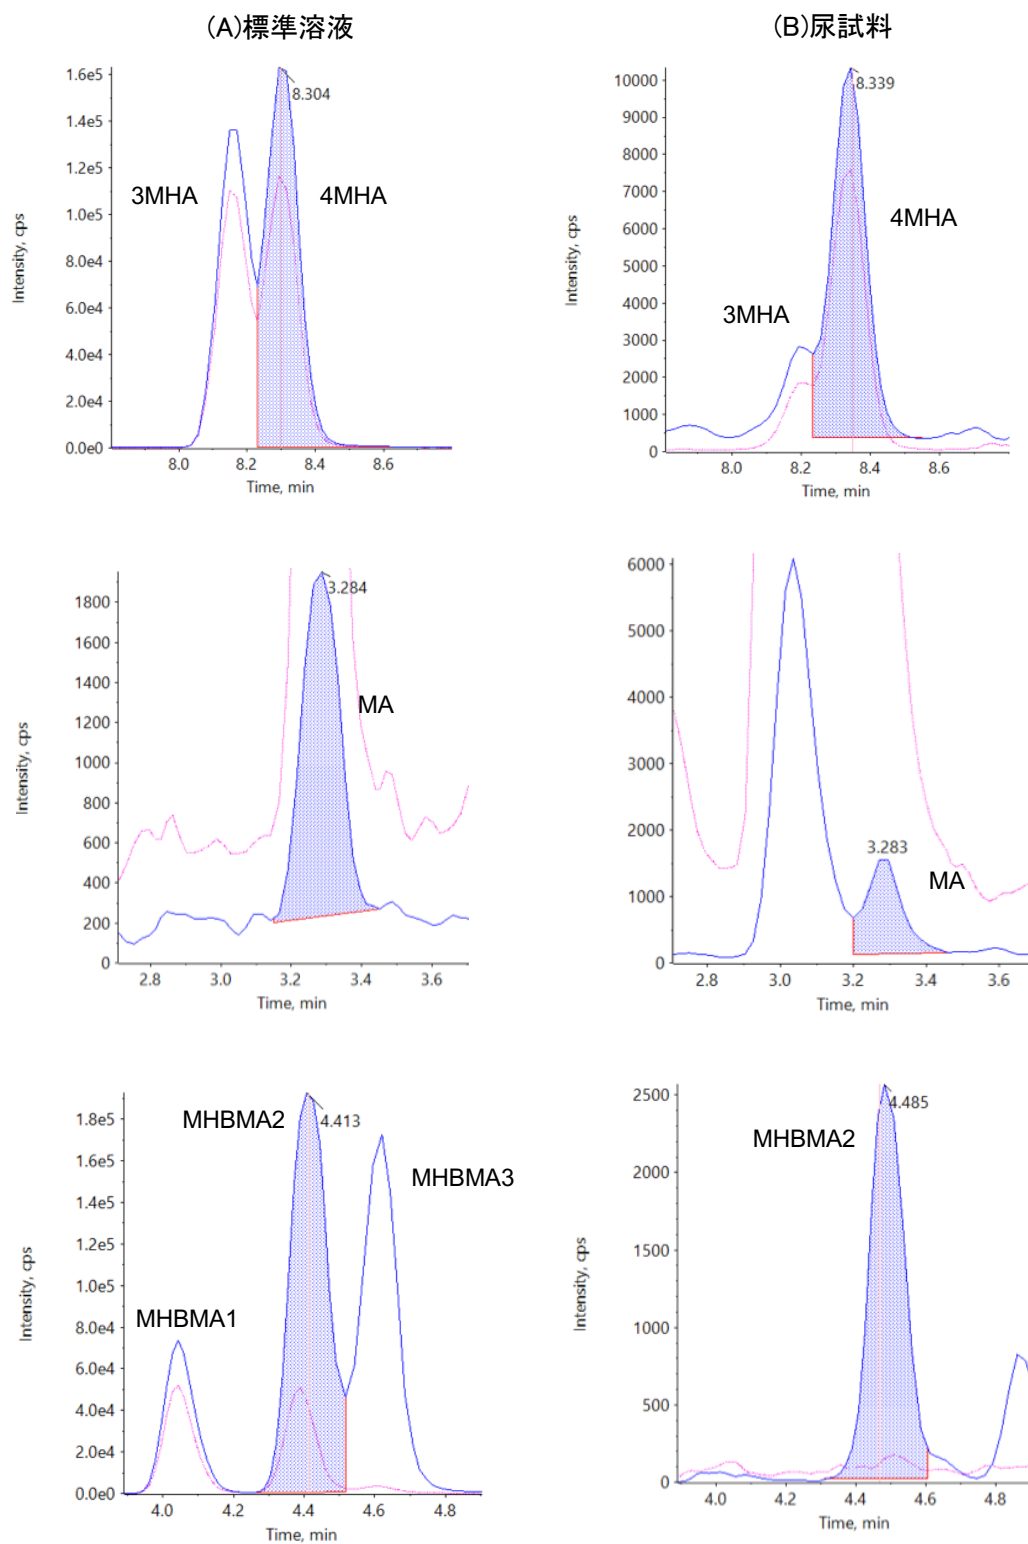 (A)標準溶液
(B)尿試料
1.6e5
1.4e5
1.2e5
1.0e5
8.0e4
6.0e4
4.0e4
2.0e4
0.0e0
Intensity, cps
8.304
3MHA
4MHA
8.0 8.2 8.4 8.6
Time, min
10000
9000
8000
7000
6000
5000
4000
3000
2000
1000
0
Intensity, cps
8.339
4MHA
3MHA
8.0 8.2 8.4 8.6
Time, min
1800
1600
1400
1200
1000
800
600
400
200
0
Intensity, cps
3.284
MA
2.8 3.0 3.2 3.4 3.6
Time, min
6000
5000
4000
3000
2000
1000
0
Intensity, cps
3.283
MA
2.8 3.0 3.2 3.4 3.6
Time, min
1.8e5
1.6e5
1.4e5
1.2e5
1.0e5
8.0e4
6.0e4
4.0e4
2.0e4
0.0e0
Intensity, cps
MHBMA2
4.413
MHBMA3
MHBMA1
4.0 4.2 4.4 4.6 4.8
Time, min
2500
2000
1500
1000
500
0
Intensity, cps
4.485
MHBMA2
4.0 4.2 4.4 4.6 4.8
Time, min